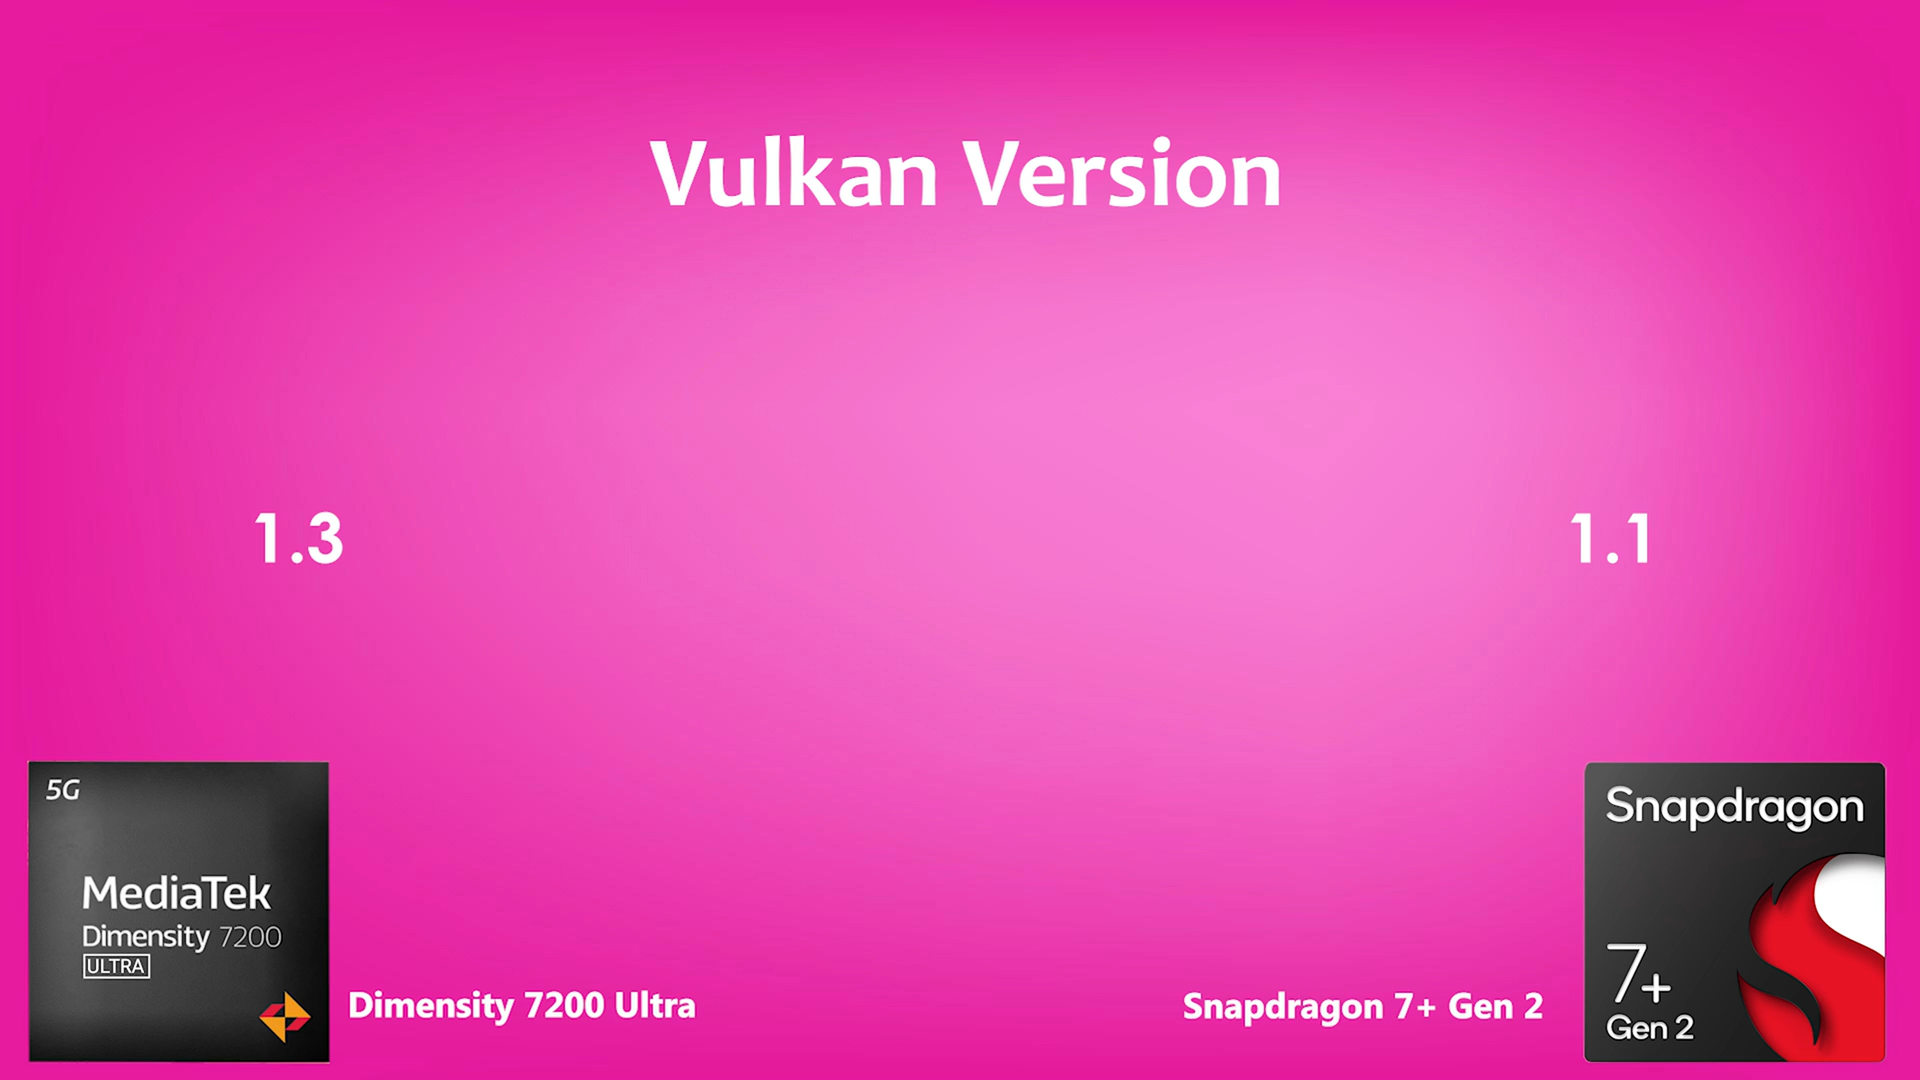 Vulkan Version
1.3
1.1
5G
MediaTek
Dimensity 7200
ULTRA
Dimensity 7200 Ultra
Snapdragon 7+ Gen 2
Snapdragon
7+
Gen 2